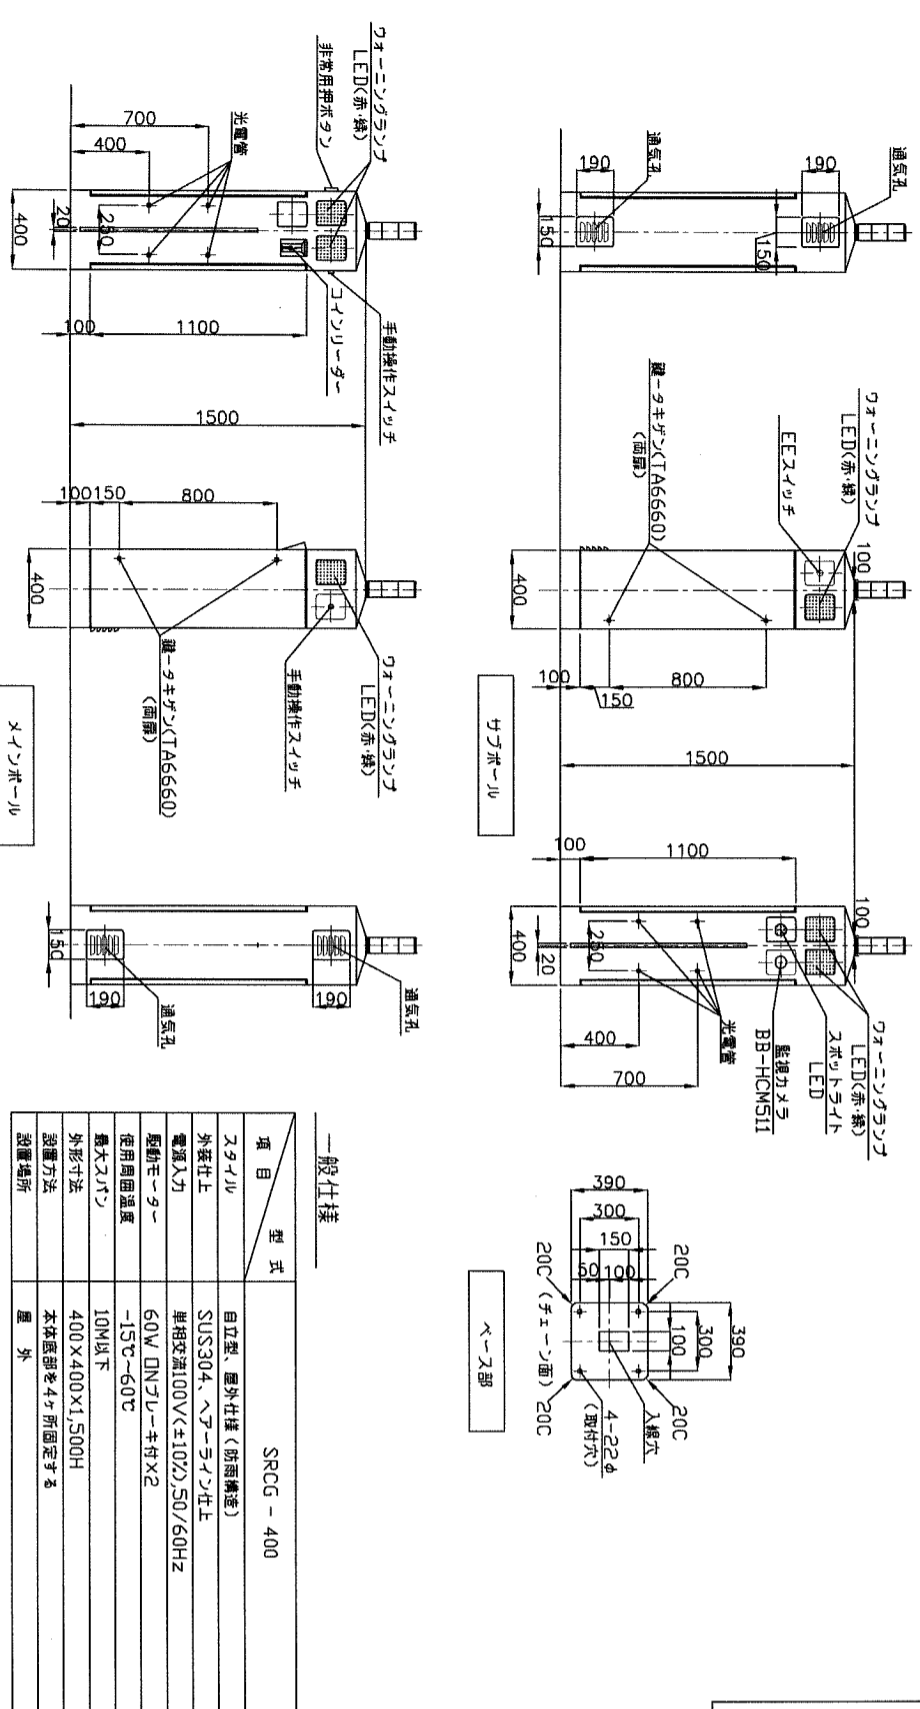 通気孔
190
190
通気孔
150
150
ウォーニングランプ
LED(赤・緑)
EEスイッチ
鍵-タキゲン(TA6660)
(両扉)
100
400
800
100
150
サブポール
1500
100
1100
100
250
400
20
ウォーニングランプ
LED(赤・緑)
スポットライト
LED
監視カメラ
BB-HCM511
光電管
400
700
390
300
150
50
100
20C
20C
20C (チェーン面)
20C
100
300
390
入線穴
4-22φ
(取付穴)
ベース部
ウォーニングランプ
LED(赤・緑)
非常用押ボタン
光電管
700
400
250
20
400
コインリーダー
手動操作スイッチ
100
1100
1500
100
150
800
400
ウォーニングランプ
LED(赤・緑)
手動操作スイッチ
鍵-タキゲン(TA6660)
(両扉)
メインポール
150
190
190
通気孔
通気孔
一般仕様
項目 型式 SRCG - 400
スタイル 自立型、屋外仕様(防雨構造)
外装仕上 SUS304、ヘアーライン仕上
電源入力 単相交流100V(±10%),50/60Hz
駆動モーター 60W ONブレーキ付×2
使用周囲温度 -15℃~60℃
最大スパン 10M以下
外形寸法 400×400×1,500H
設置方法 本体底部を4ヶ所固定する
設置場所 屋 外